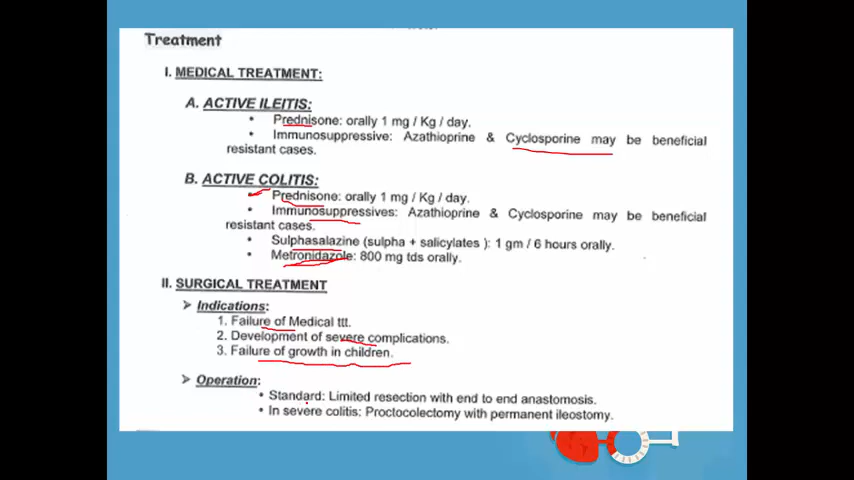 Treatment
I. MEDICAL TREATMENT:
A. ACTIVE ILEITIS:
• Prednisone: orally 1 mg / Kg / day.
• Immunosuppressive: Azathioprine & Cyclosporine may be beneficial
resistant cases.
B. ACTIVE COLITIS:
• Prednisone: orally 1 mg / Kg / day.
• Immunosuppressives: Azathioprine & Cyclosporine may be beneficial
resistant cases.
• Sulphasalazine (sulpha + salicylates ): 1 gm / 6 hours orally.
• Metronidazole: 800 mg tds orally.
II. SURGICAL TREATMENT
➢ Indications:
1. Failure of Medical ttt.
2. Development of severe complications.
3. Failure of growth in children.
➢ Operation:
• Standard: Limited resection with end to end anastomosis.
• In severe colitis: Proctocolectomy with permanent ileostomy.